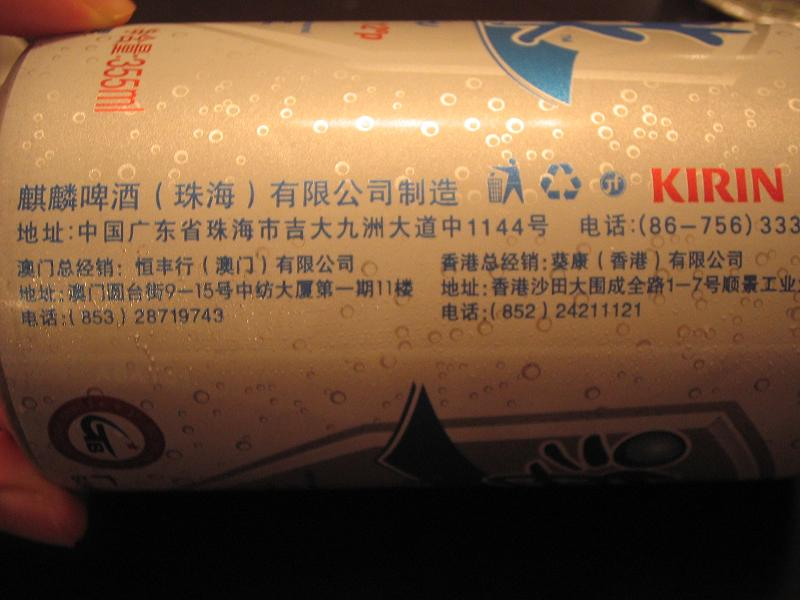 355ml
麒麟啤酒（珠海）有限公司制造 KIRIN
地址:中国广东省珠海市吉大九洲大道中1144号 电话:(86-756)333
澳门总经销: 恒丰行（澳门）有限公司
地址:澳门圆台街9-15号中纺大厦第一期11楼
电话:(853) 28719743
香港总经销:葵康（香港）有限公司
地址:香港沙田大围成全路1-7号顺景工业
电话:(852) 24211121